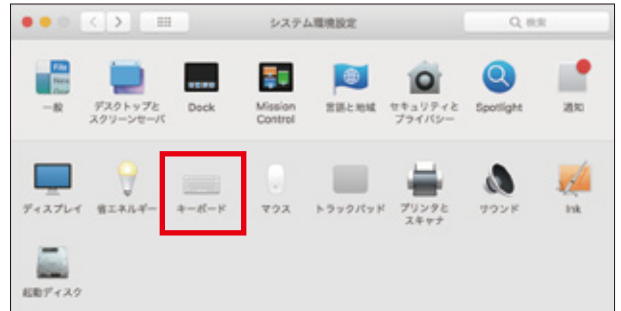 システム環境設定
検索
一般
デスクトップと
スクリーンセーバ
Dock
Mission
Control
言語と地域
セキュリティと
プライバシー
Spotlight
通知
ディスプレイ
省エネルギー
キーボード
マウス
トラックパッド
プリンタと
スキャナ
サウンド
Ink
起動ディスク